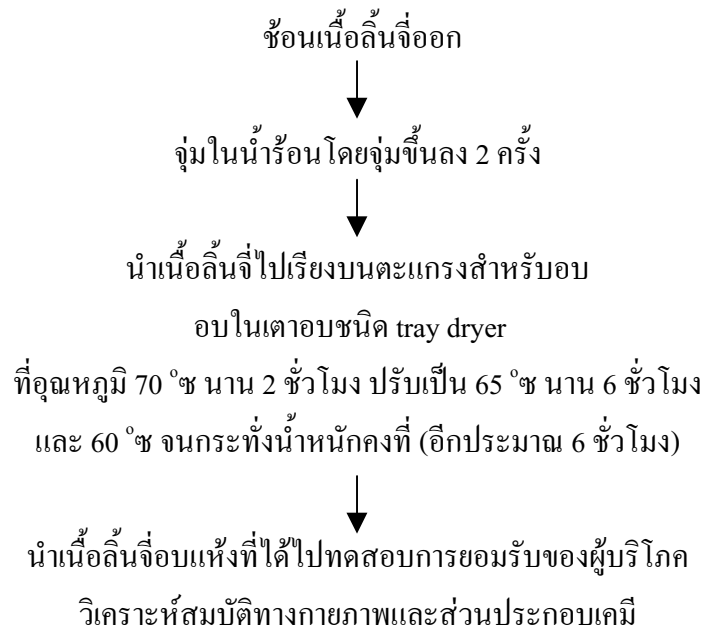 ช้อนเนื้อลิ้นจี่ออก
จุ่มในน้ำร้อนโดยจุ่มขึ้นลง 2 ครั้ง
นำเนื้อลิ้นจี่ไปเรียงบนตะแกรงสำหรับอบ
อบในเตาอบชนิด tray dryer
ที่อุณหภูมิ 70 °ซ นาน 2 ชั่วโมง ปรับเป็น 65 °ซ นาน 6 ชั่วโมง
และ 60 °ซ จนกระทั่งน้ำหนักคงที่ (อีกประมาณ 6 ชั่วโมง)
นำเนื้อลิ้นจี่อบแห้งที่ได้ไปทดสอบการยอมรับของผู้บริโภค
วิเคราะห์สมบัติทางกายภาพและส่วนประกอบเคมี